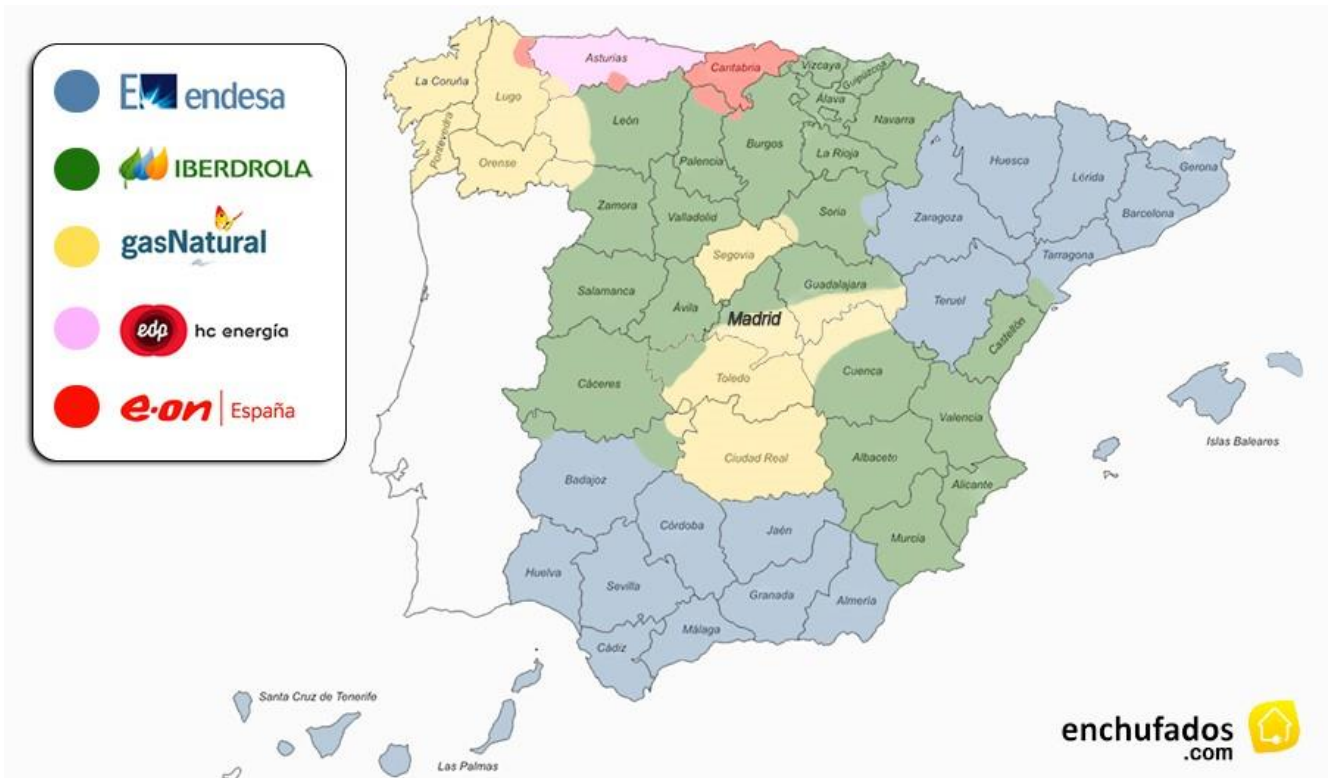 endesa
IBERDROLA
gasNatural
edp hc energía
e·on | España
La Coruña
Lugo
Pontevedra
Orense
Asturias
Cantabria
Vizcaya
Guipúzcoa
Álava
Navarra
León
Palencia
Burgos
La Rioja
Huesca
Lérida
Gerona
Barcelona
Zaragoza
Tarragona
Zamora
Valladolid
Soria
Segovia
Salamanca
Ávila
Guadalajara
Teruel
Madrid
Castellón
Cáceres
Toledo
Cuenca
Valencia
Islas Baleares
Badajoz
Ciudad Real
Albaceto
Alicante
Córdoba
Jaén
Murcia
Huelva
Sevilla
Granada
Almería
Málaga
Cádiz
Santa Cruz de Tenerife
Las Palmas
enchufados
.com